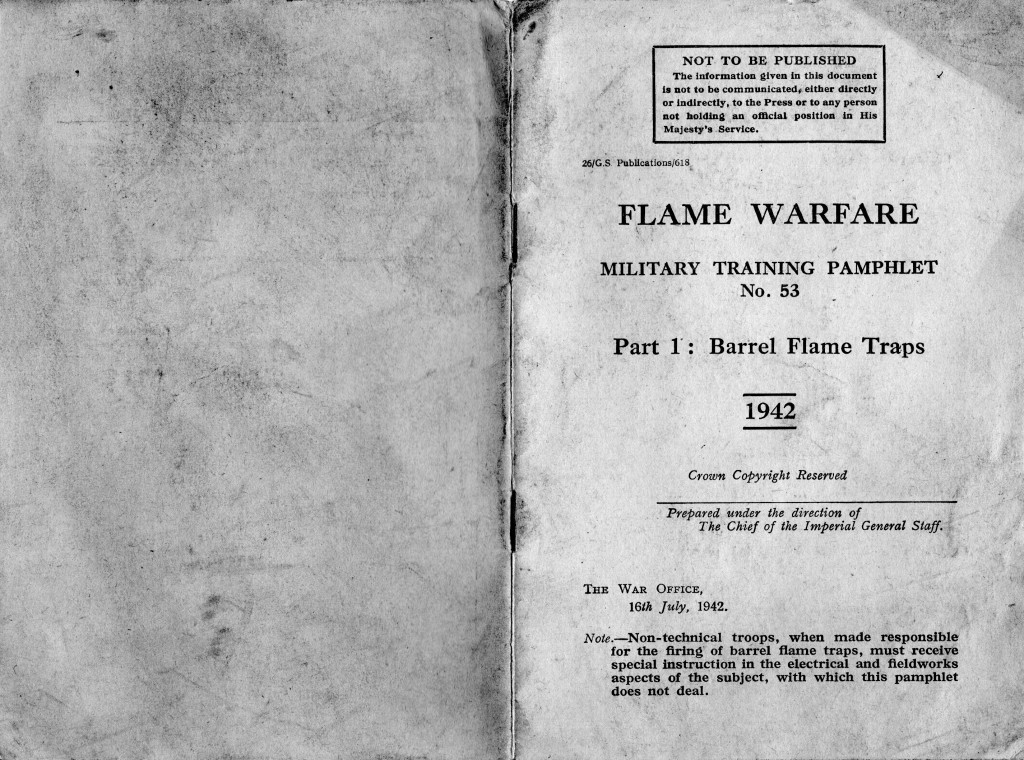 NOT TO BE PUBLISHED
The information given in this document
is not to be communicated, either directly
or indirectly, to the Press or to any person
not holding an official position in His
Majesty's Service.
26/G.S. Publications/618
FLAME WARFARE
MILITARY TRAINING PAMPHLET
No. 53
Part 1 : Barrel Flame Traps
1942
Crown Copyright Reserved
Prepared under the direction of
The Chief of the Imperial General Staff.
THE WAR OFFICE,
16th July, 1942.
Note.—Non-technical troops, when made responsible
for the firing of barrel flame traps, must receive
special instruction in the electrical and fieldworks
aspects of the subject, with which this pamphlet
does not deal.